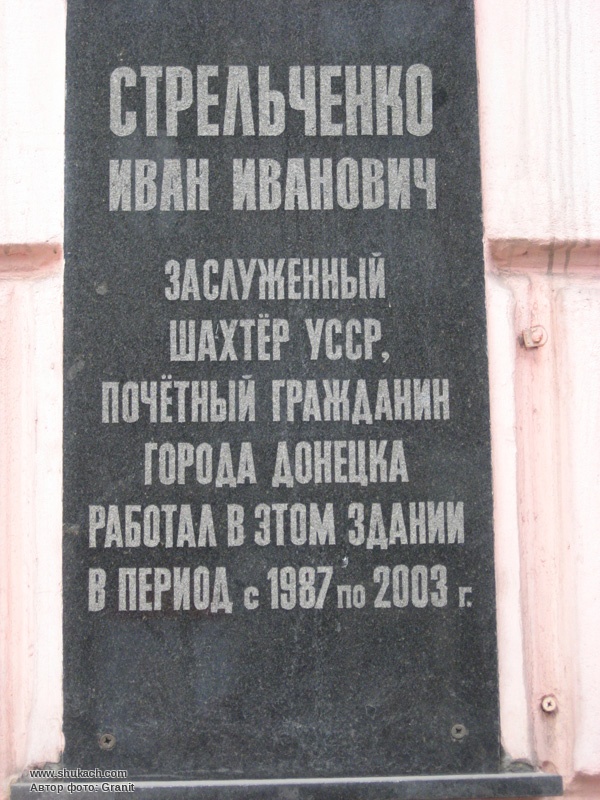 СТРЕЛЬЧЕНКО
ИВАН ИВАНОВИЧ
ЗАСЛУЖЕННЫЙ
ШАХТЁР УССР,
ПОЧЁТНЫЙ ГРАЖДАНИН
ГОРОДА ДОНЕЦКА
РАБОТАЛ В ЭТОМ ЗДАНИИ
В ПЕРИОД с 1987 по 2003 г.
www.shukach.com
Автор фото: Granit